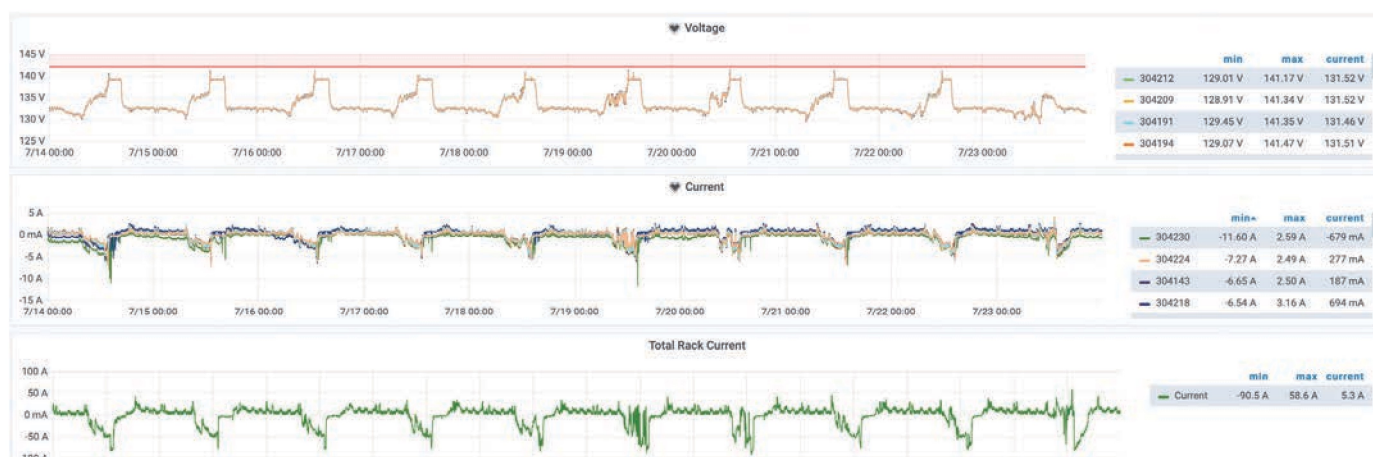 Voltage
145 V
140 V
135 V
130 V
125 V
7/14 00:00 7/15 00:00 7/16 00:00 7/17 00:00 7/18 00:00 7/19 00:00 7/20 00:00 7/21 00:00 7/22 00:00 7/23 00:00
min max current
304212 129.01 V 141.17 V 131.52 V
304209 128.91 V 141.34 V 131.52 V
304191 129.45 V 141.35 V 131.46 V
304194 129.07 V 141.47 V 131.51 V
Current
5 A
0 mA
-5 A
-10 A
-15 A
7/14 00:00 7/15 00:00 7/16 00:00 7/17 00:00 7/18 00:00 7/19 00:00 7/20 00:00 7/21 00:00 7/22 00:00 7/23 00:00
min max current
304230 -11.60 A 2.59 A -679 mA
304224 -7.27 A 2.49 A 277 mA
304143 -6.65 A 2.50 A 187 mA
304218 -6.54 A 3.16 A 694 mA
Total Rack Current
100 A
50 A
0 mA
-50 A
min max current
Current -90.5 A 58.6 A 5.3 A